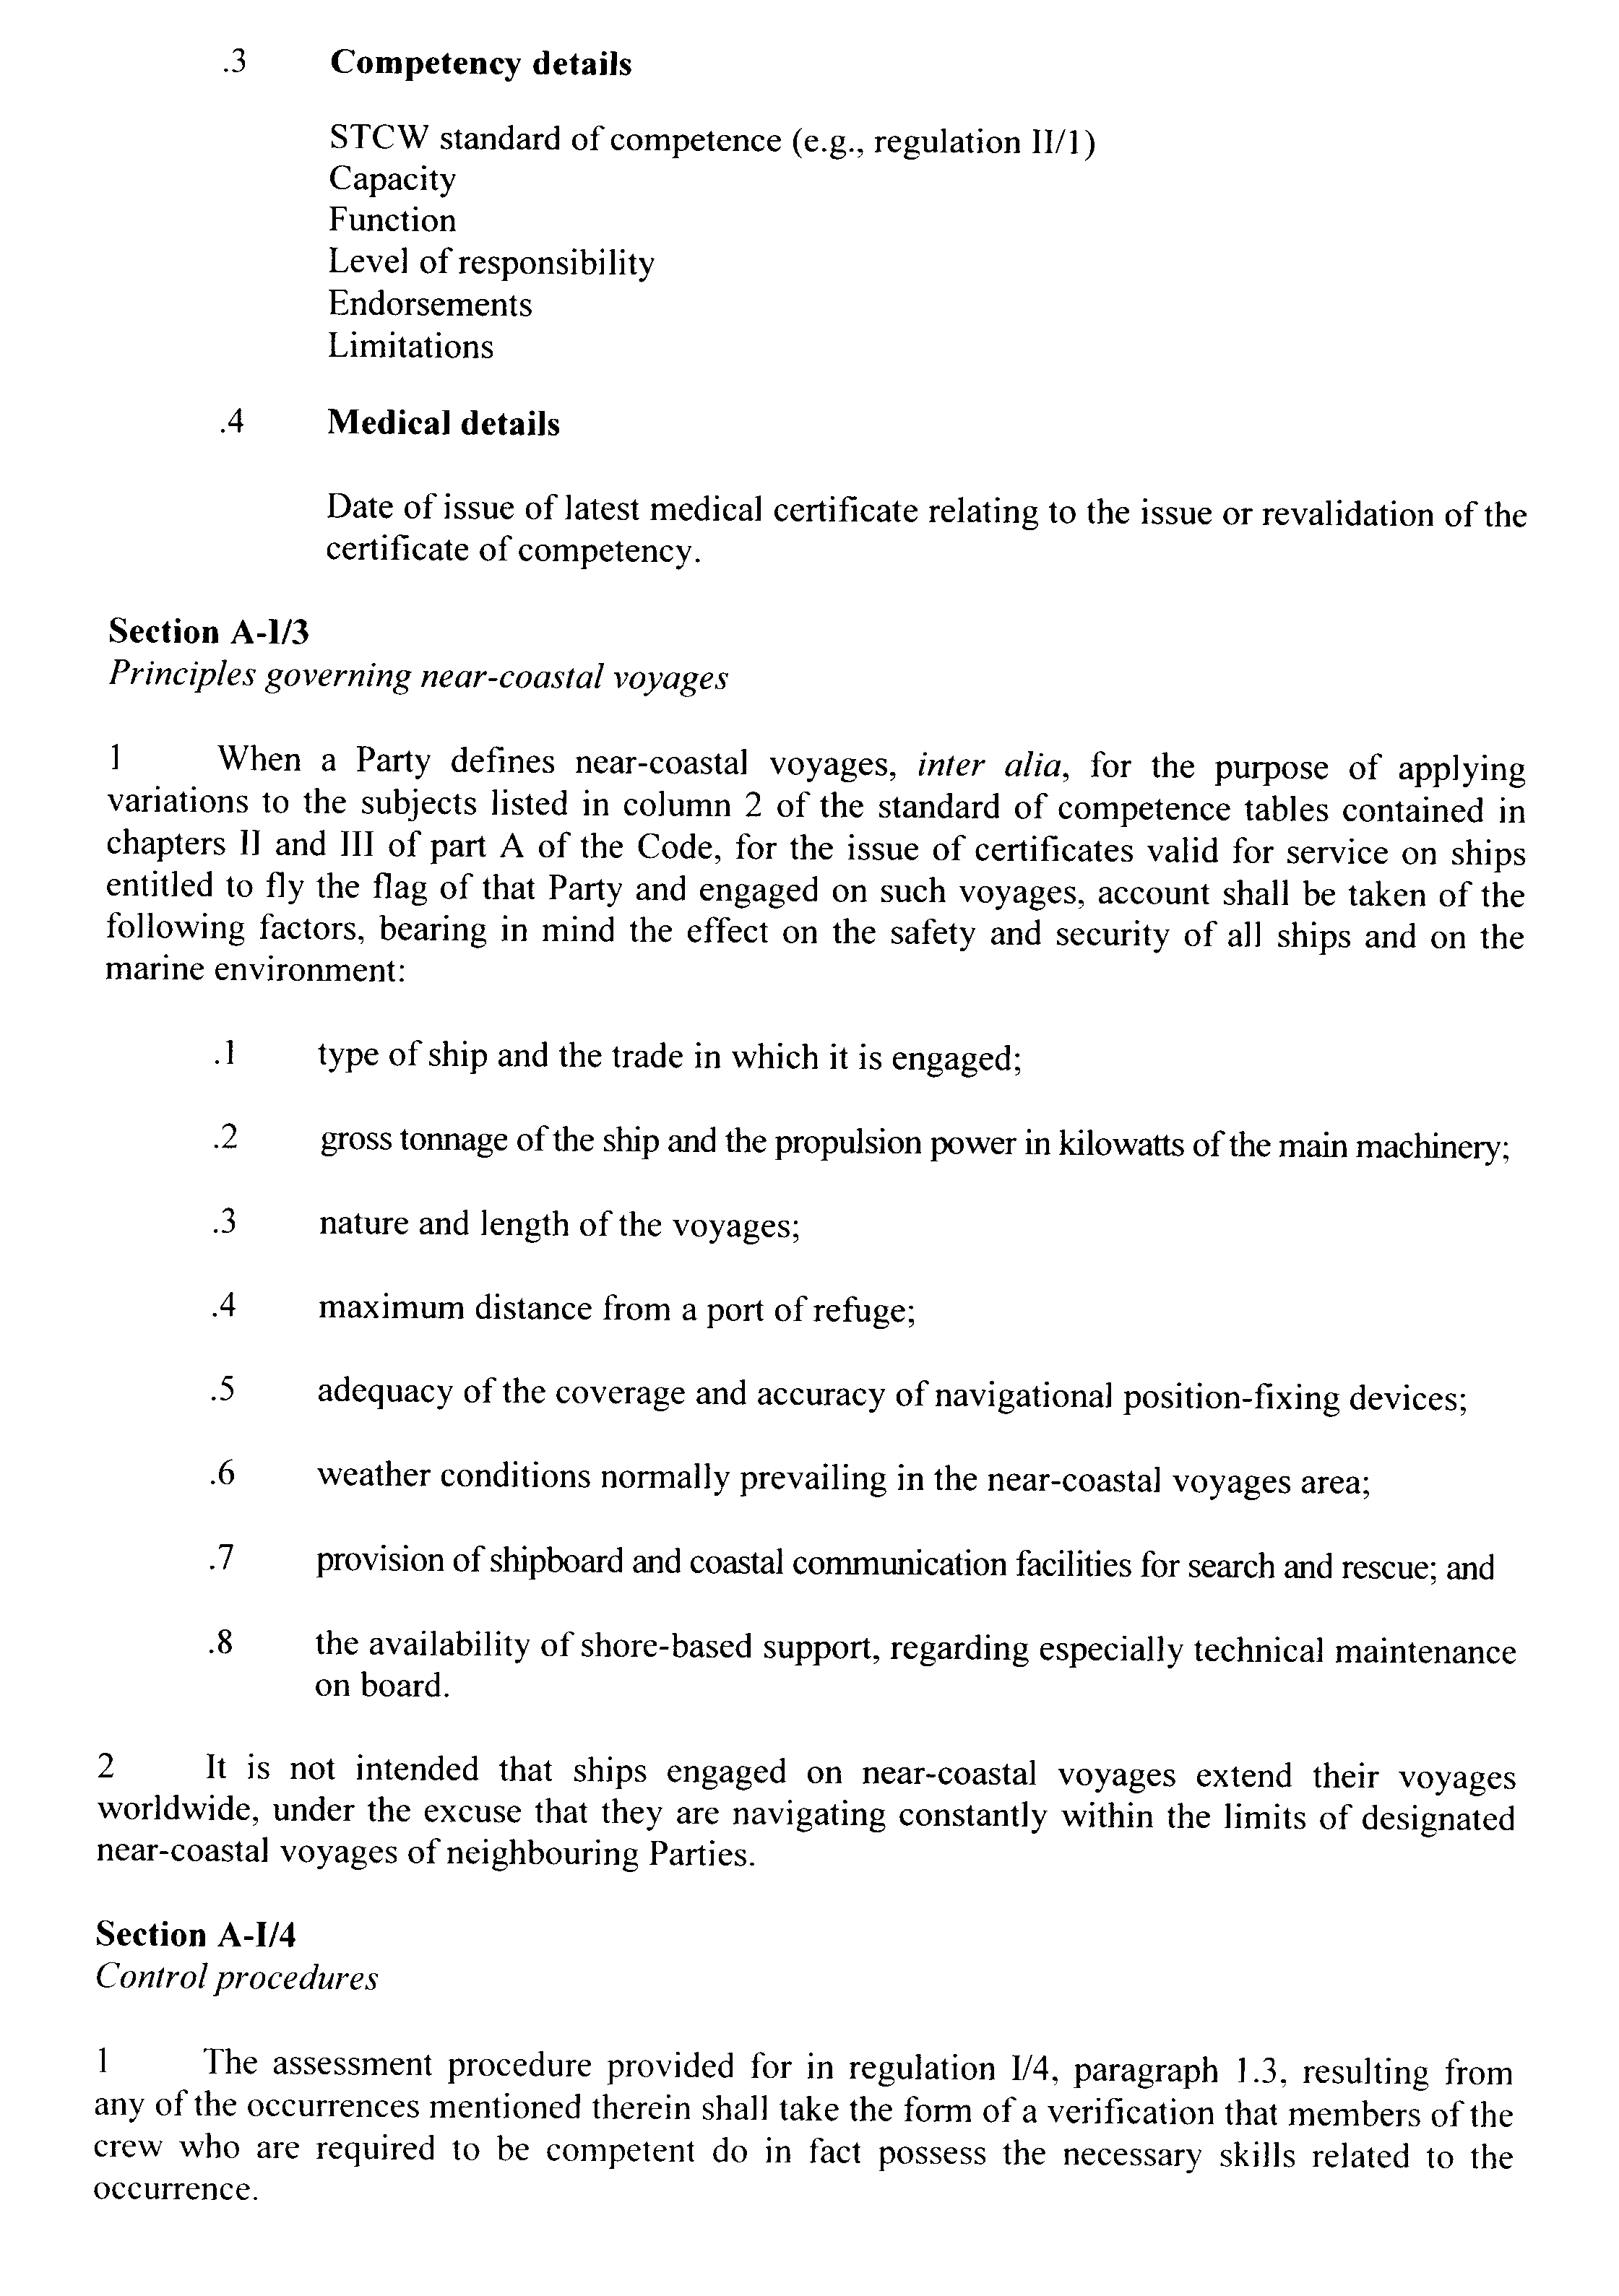 .3 Competency details
STCW standard of competence (e.g., regulation II/1)
Capacity
Function
Level of responsibility
Endorsements
Limitations
.4 Medical details
Date of issue of latest medical certificate relating to the issue or revalidation of the
certificate of competency.
Section A-I/3
Principles governing near-coastal voyages
1 When a Party defines near-coastal voyages, inter alia, for the purpose of applying
variations to the subjects listed in column 2 of the standard of competence tables contained in
chapters II and III of part A of the Code, for the issue of certificates valid for service on ships
entitled to fly the flag of that Party and engaged on such voyages, account shall be taken of the
following factors, bearing in mind the effect on the safety and security of all ships and on the
marine environment:
.1 type of ship and the trade in which it is engaged;
.2 gross tonnage of the ship and the propulsion power in kilowatts of the main machinery;
.3 nature and length of the voyages;
.4 maximum distance from a port of refuge;
.5 adequacy of the coverage and accuracy of navigational position-fixing devices;
.6 weather conditions normally prevailing in the near-coastal voyages area;
.7 provision of shipboard and coastal communication facilities for search and rescue; and
.8 the availability of shore-based support, regarding especially technical maintenance
on board.
2 It is not intended that ships engaged on near-coastal voyages extend their voyages
worldwide, under the excuse that they are navigating constantly within the limits of designated
near-coastal voyages of neighbouring Parties.
Section A-I/4
Control procedures
1 The assessment procedure provided for in regulation I/4, paragraph 1.3, resulting from
any of the occurrences mentioned therein shall take the form of a verification that members of the
crew who are required to be competent do in fact possess the necessary skills related to the
occurrence.